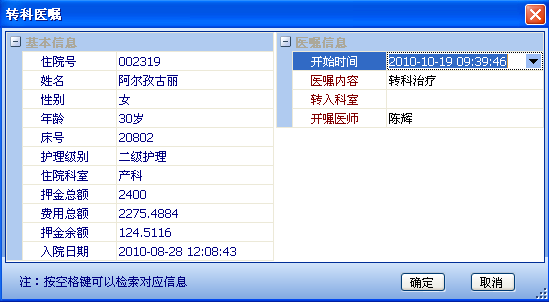 转科医嘱
基本信息
住院号 002319
姓名 阿尔孜古丽
性别 女
年龄 30岁
床号 20802
护理级别 二级护理
住院科室 产科
押金总额 2400
费用总额 2275.4884
押金余额 124.5116
入院日期 2010-08-28 12:08:43
医嘱信息
开始时间 2010-10-19 09:39:46
医嘱内容 转科治疗
转入科室
开嘱医师 陈辉
注：按空格键可以检索对应信息
确定
取消